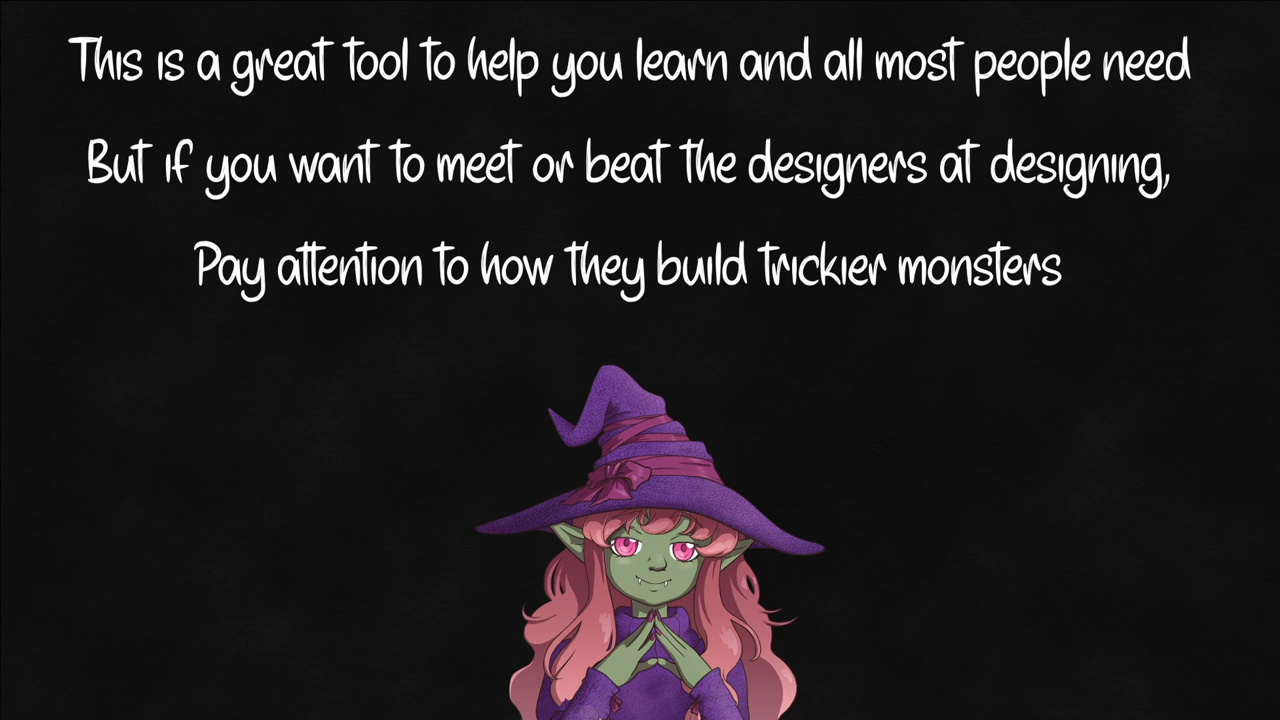 This is a great tool to help you learn and all most people need
But if you want to meet or beat the designers at designing,
Pay attention to how they build trickier monsters